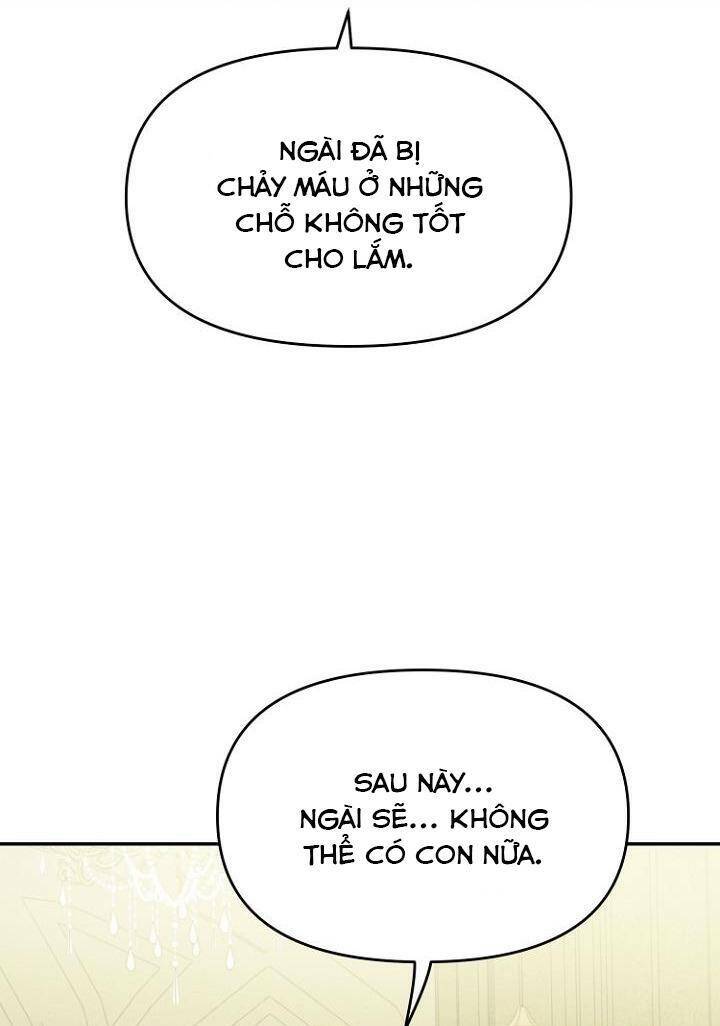 NGÀI ĐÃ BỊ
CHẢY MÁU Ở NHỮNG
CHỖ KHÔNG TỐT
CHO LẮM.
SAU NÀY...
NGÀI SẼ... KHÔNG
THỂ CÓ CON NỮA.